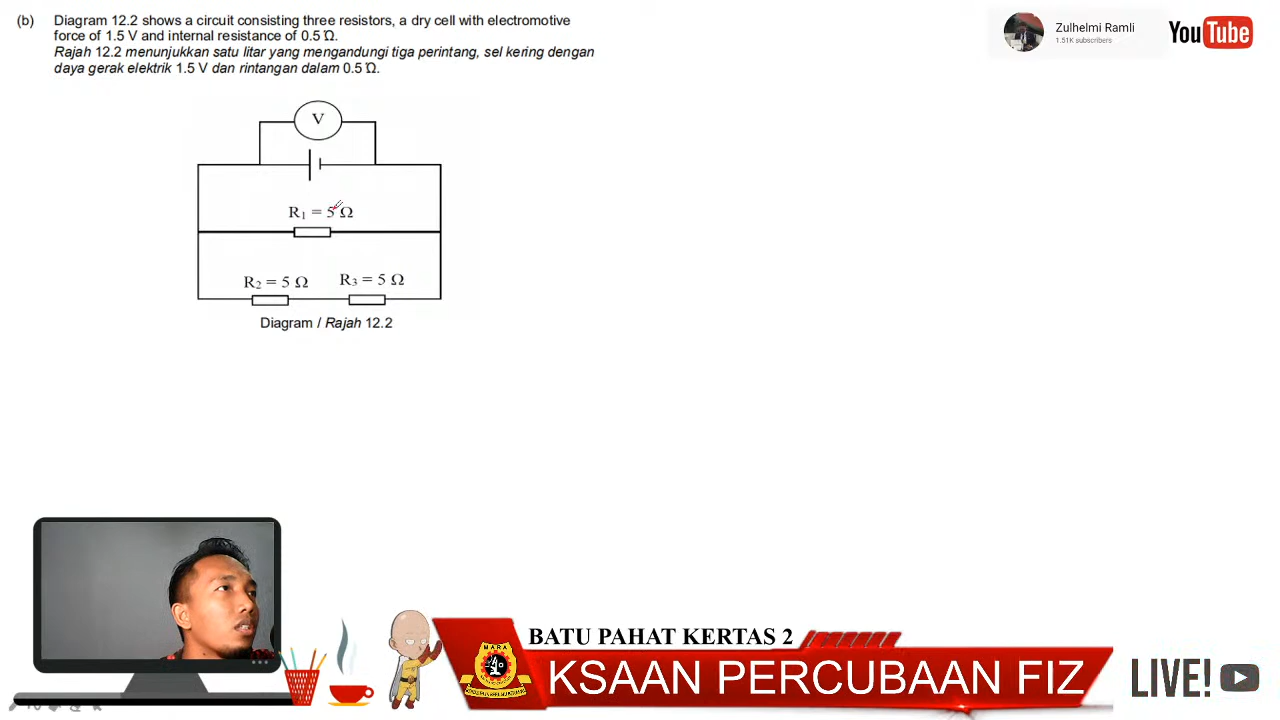 (b) Diagram 12.2 shows a circuit consisting three resistors, a dry cell with electromotive
force of 1.5 V and internal resistance of 0.5 Ω.
Rajah 12.2 menunjukkan satu litar yang mengandungi tiga perintang, sel kering dengan
daya gerak elektrik 1.5 V dan rintangan dalam 0.5 Ω.
Zulhelmi Ramli
1.51K subscribers
YouTube
V
R₁ = 5 Ω
R₂ = 5 Ω
R₃ = 5 Ω
Diagram / Rajah 12.2
BATU PAHAT KERTAS 2
MARA
KSAAN PERCUBAAN FIZ
LIVE!